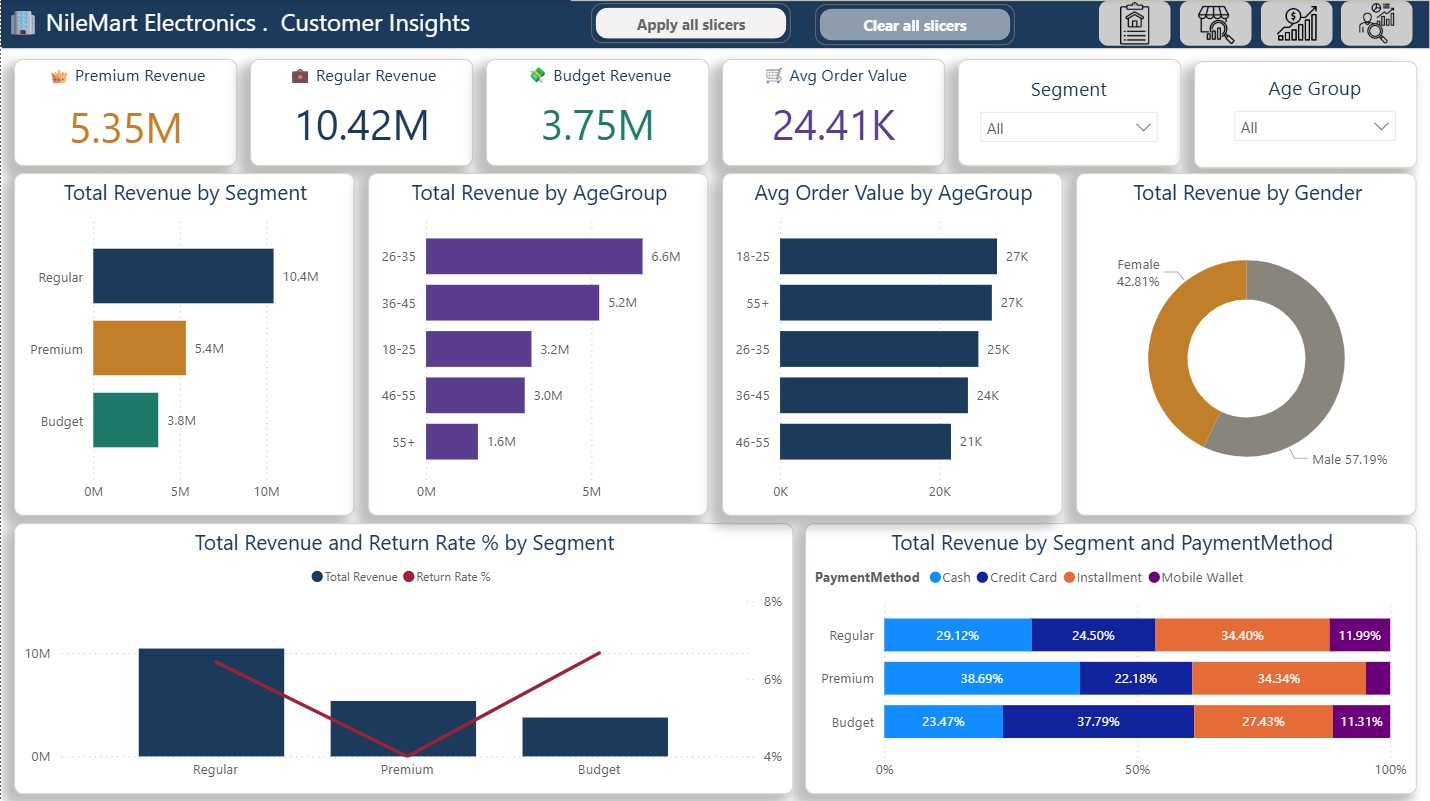 NileMart Electronics . Customer Insights
Apply all slicers
Clear all slicers
Premium Revenue
5.35M
Regular Revenue
10.42M
Budget Revenue
3.75M
Avg Order Value
24.41K
Segment
All
Age Group
All
Total Revenue by Segment
Regular
10.4M
Premium
5.4M
Budget
3.8M
0M
5M
10M
Total Revenue by AgeGroup
26-35
6.6M
36-45
5.2M
18-25
3.2M
46-55
3.0M
55+
1.6M
0M
5M
Avg Order Value by AgeGroup
18-25
27K
55+
27K
26-35
25K
36-45
24K
46-55
21K
0K
20K
Total Revenue by Gender
Female
42.81%
Male 57.19%
Total Revenue and Return Rate % by Segment
Total Revenue
Return Rate %
8%
10M
6%
0M
4%
Regular
Premium
Budget
Total Revenue by Segment and PaymentMethod
PaymentMethod
Cash
Credit Card
Installment
Mobile Wallet
Regular
29.12%
24.50%
34.40%
11.99%
Premium
38.69%
22.18%
34.34%
Budget
23.47%
37.79%
27.43%
11.31%
0%
50%
100%